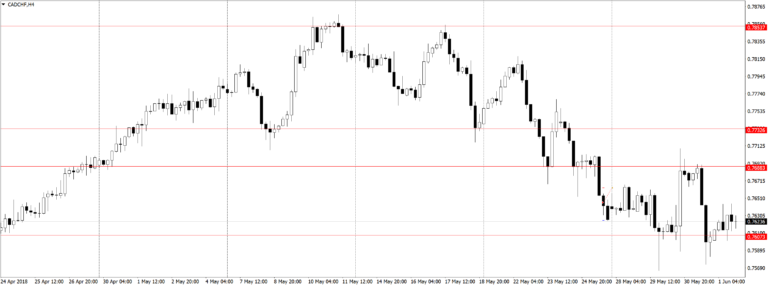 CADCHF,H4
0.78765
0.78537
0.78355
0.78150
0.77945
0.77740
0.77535
0.77326
0.77125
0.76883
0.76715
0.76510
0.76305
0.76236
0.76100
0.76073
0.75895
0.75690
24 Apr 2018
25 Apr 12:00
26 Apr 20:00
30 Apr 04:00
1 May 12:00
2 May 20:00
4 May 04:00
7 May 12:00
8 May 20:00
10 May 04:00
11 May 12:00
14 May 20:00
16 May 04:00
17 May 12:00
18 May 20:00
22 May 04:00
23 May 12:00
24 May 20:00
28 May 04:00
29 May 12:00
30 May 20:00
1 Jun 04:00